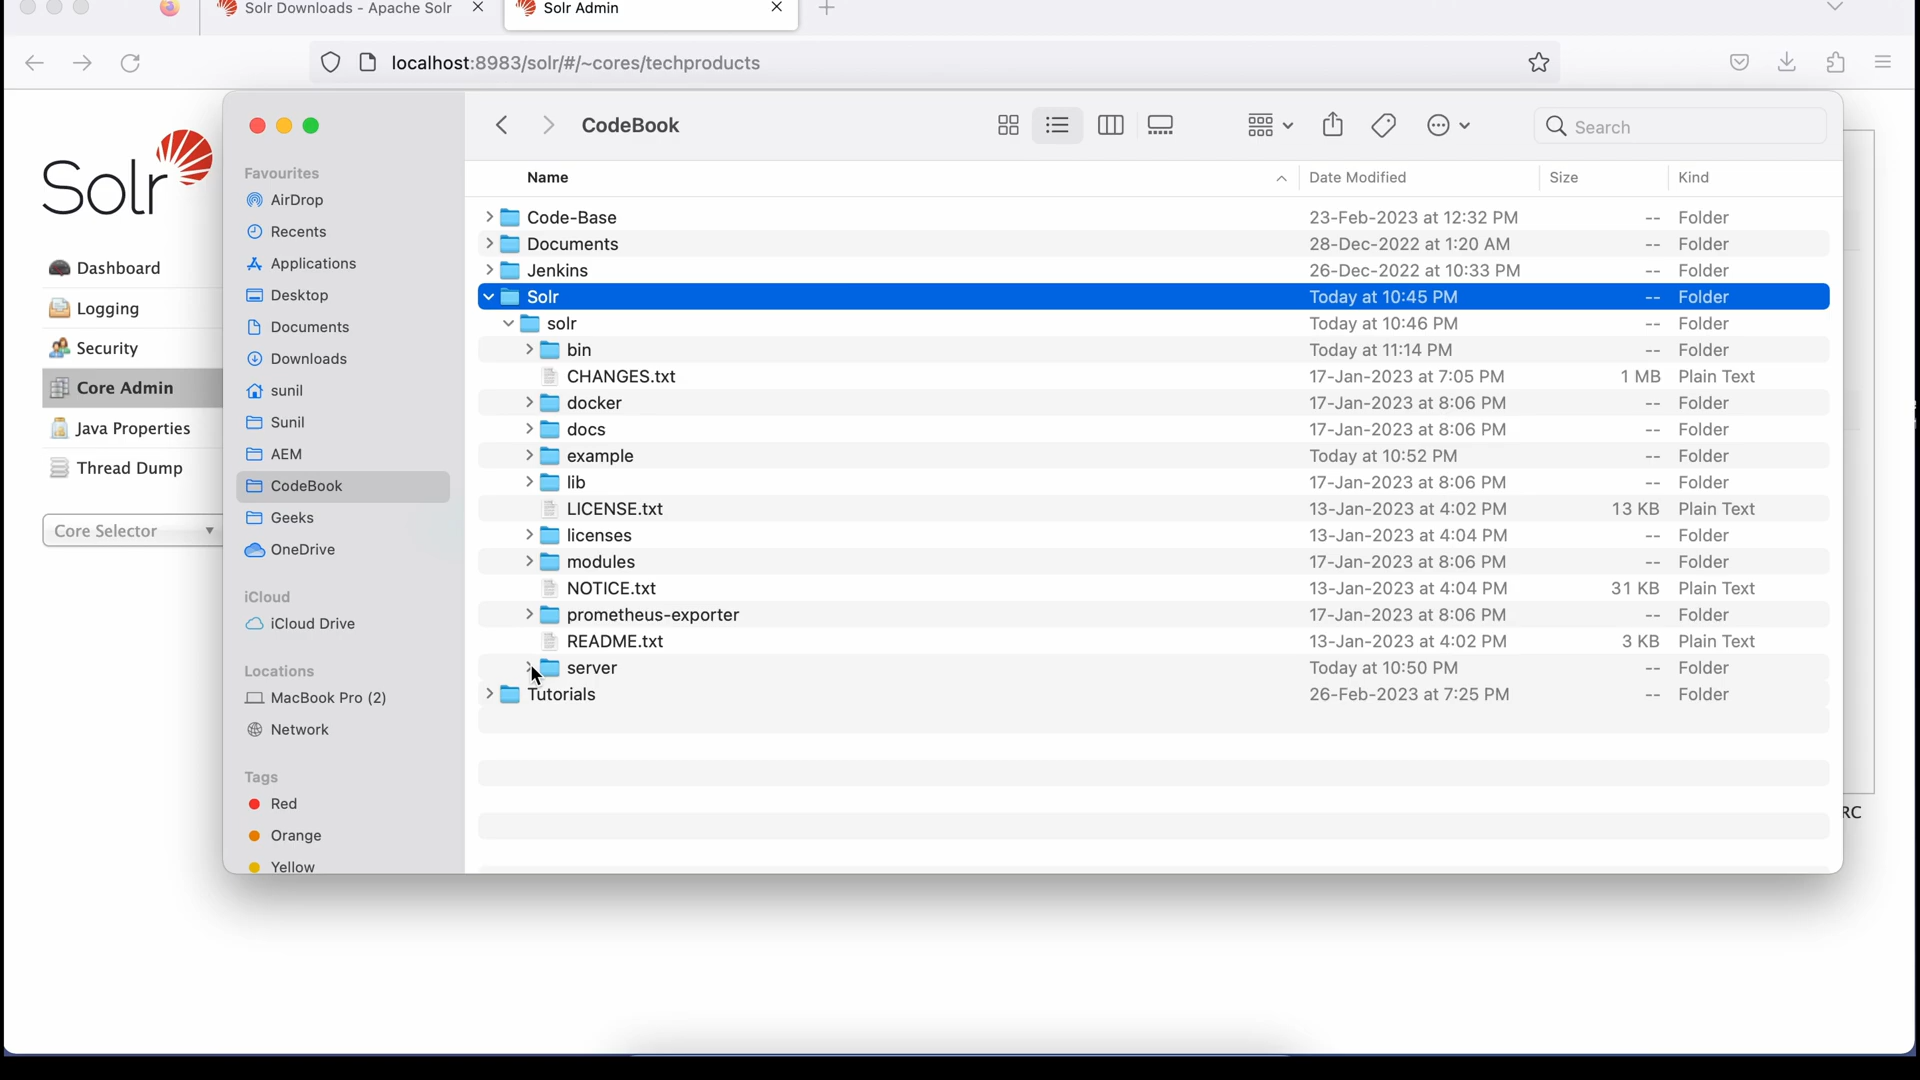 Solr Downloads - Apache Solr
Solr Admin
localhost:8983/solr/#/~cores/techproducts
Solr
Dashboard
Logging
Security
Core Admin
Java Properties
Thread Dump
Core Selector
Favourites
AirDrop
Recents
Applications
Desktop
Documents
Downloads
sunil
Sunil
AEM
CodeBook
Geeks
OneDrive
iCloud
iCloud Drive
Locations
MacBook Pro (2)
Network
Tags
Red
Orange
Yellow
CodeBook
Search
Name Date Modified Size Kind
Code-Base 23-Feb-2023 at 12:32 PM -- Folder
Documents 28-Dec-2022 at 1:20 AM -- Folder
Jenkins 26-Dec-2022 at 10:33 PM -- Folder
Solr Today at 10:45 PM -- Folder
solr Today at 10:46 PM -- Folder
bin Today at 11:14 PM -- Folder
CHANGES.txt 17-Jan-2023 at 7:05 PM 1 MB Plain Text
docker 17-Jan-2023 at 8:06 PM -- Folder
docs 17-Jan-2023 at 8:06 PM -- Folder
example Today at 10:52 PM -- Folder
lib 17-Jan-2023 at 8:06 PM -- Folder
LICENSE.txt 13-Jan-2023 at 4:02 PM 13 KB Plain Text
licenses 13-Jan-2023 at 4:04 PM -- Folder
modules 17-Jan-2023 at 8:06 PM -- Folder
NOTICE.txt 13-Jan-2023 at 4:04 PM 31 KB Plain Text
prometheus-exporter 17-Jan-2023 at 8:06 PM -- Folder
README.txt 13-Jan-2023 at 4:02 PM 3 KB Plain Text
server Today at 10:50 PM -- Folder
Tutorials 26-Feb-2023 at 7:25 PM -- Folder
RC